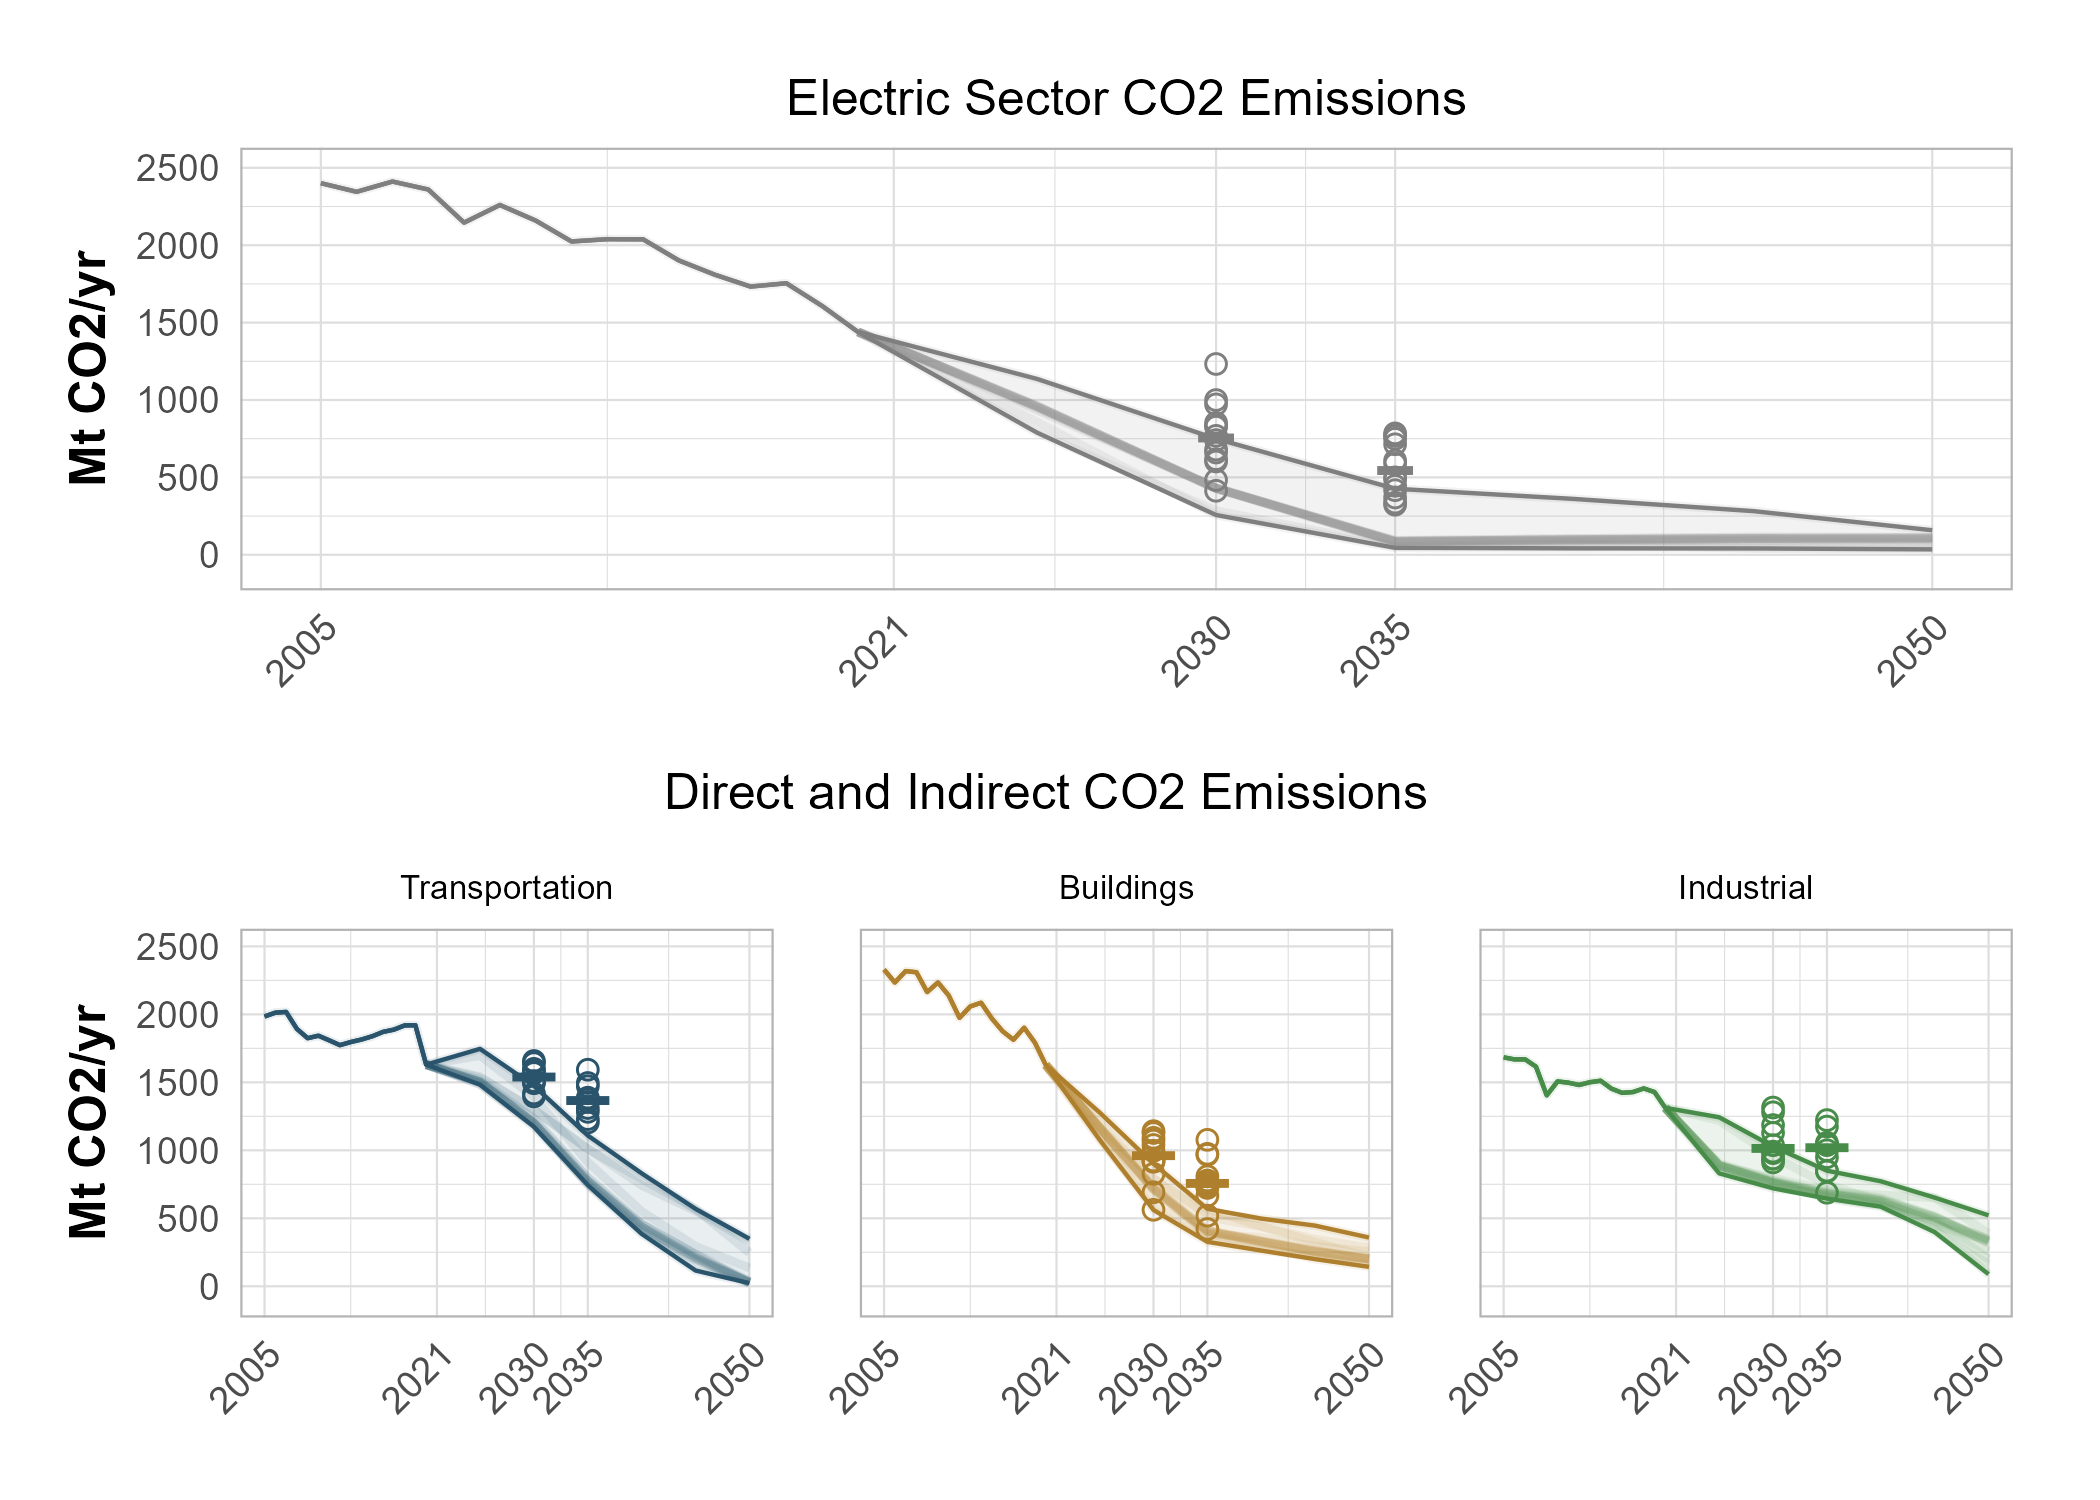 Electric Sector CO2 Emissions
Mt CO2/yr
2500
2000
1500
1000
500
0
2005 2021 2030 2035 2050
Direct and Indirect CO2 Emissions
Transportation Buildings Industrial
Mt CO2/yr
2500
2000
1500
1000
500
0
2005 2021 2030 2035 2050 2005 2021 2030 2035 2050 2005 2021 2030 2035 2050